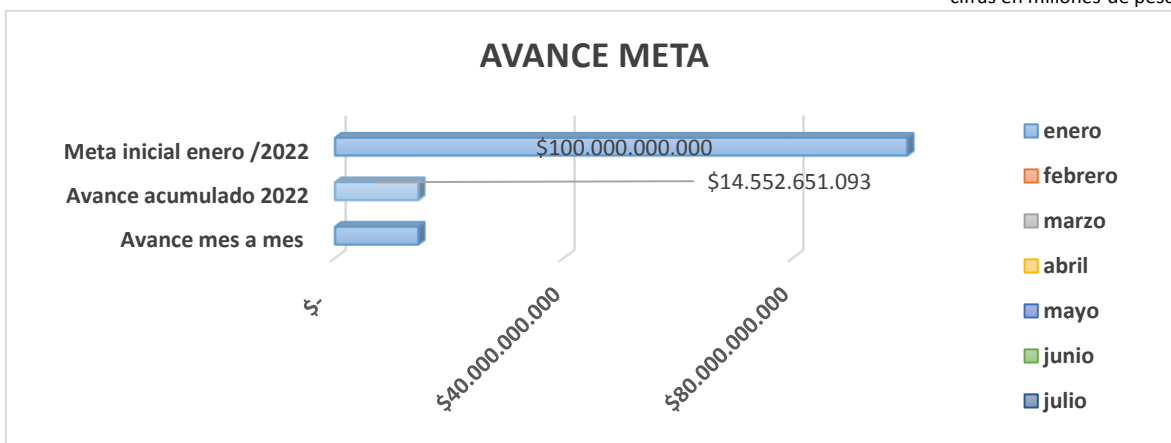 AVANCE META
Meta inicial enero /2022
$100.000.000.000
Avance acumulado 2022
$14.552.651.093
Avance mes a mes
$-
$40.000.000.000
$80.000.000.000
enero
febrero
marzo
abril
mayo
junio
julio